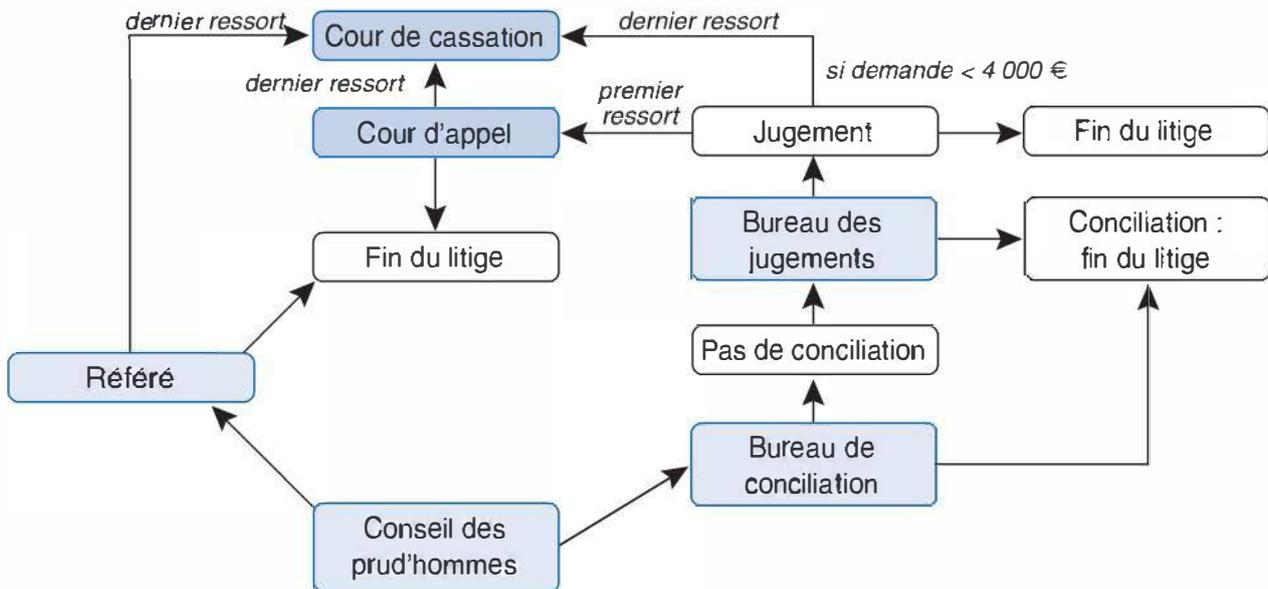 dernier ressort
Cour de cassation
dernier ressort
si demande < 4 000 €
dernier ressort
premier
ressort
Cour d'appel
Jugement
Fin du litige
Bureau des
jugements
Conciliation :
fin du litige
Fin du litige
Pas de conciliation
Référé
Bureau de
conciliation
Conseil des
prud'hommes